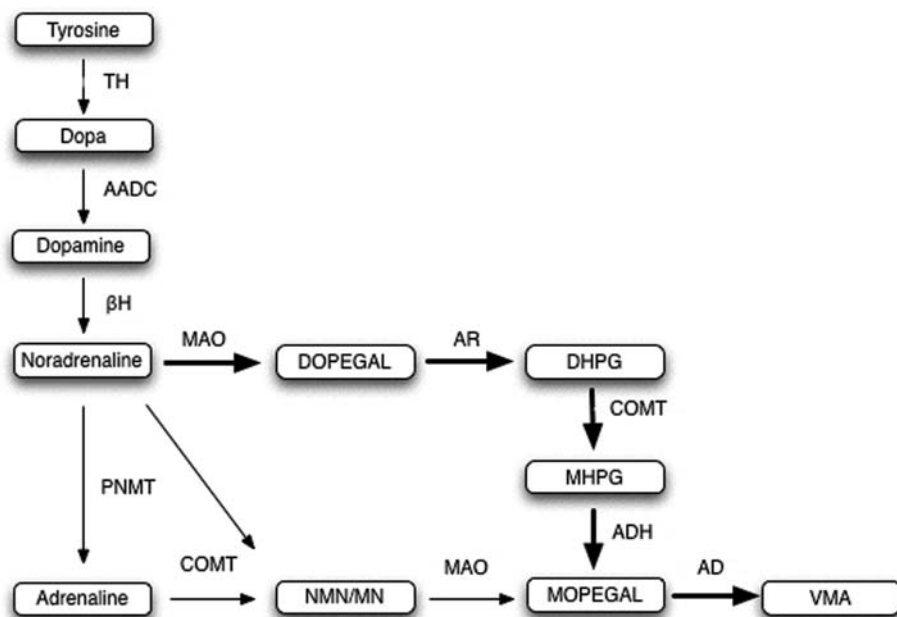 Tyrosine
TH
Dopa
AADC
Dopamine
βH
Noradrenaline
MAO
DOPEGAL
AR
DHPG
COMT
MHPG
PNMT
ADH
Adrenaline
COMT
NMN/MN
MAO
MOPEGAL
AD
VMA